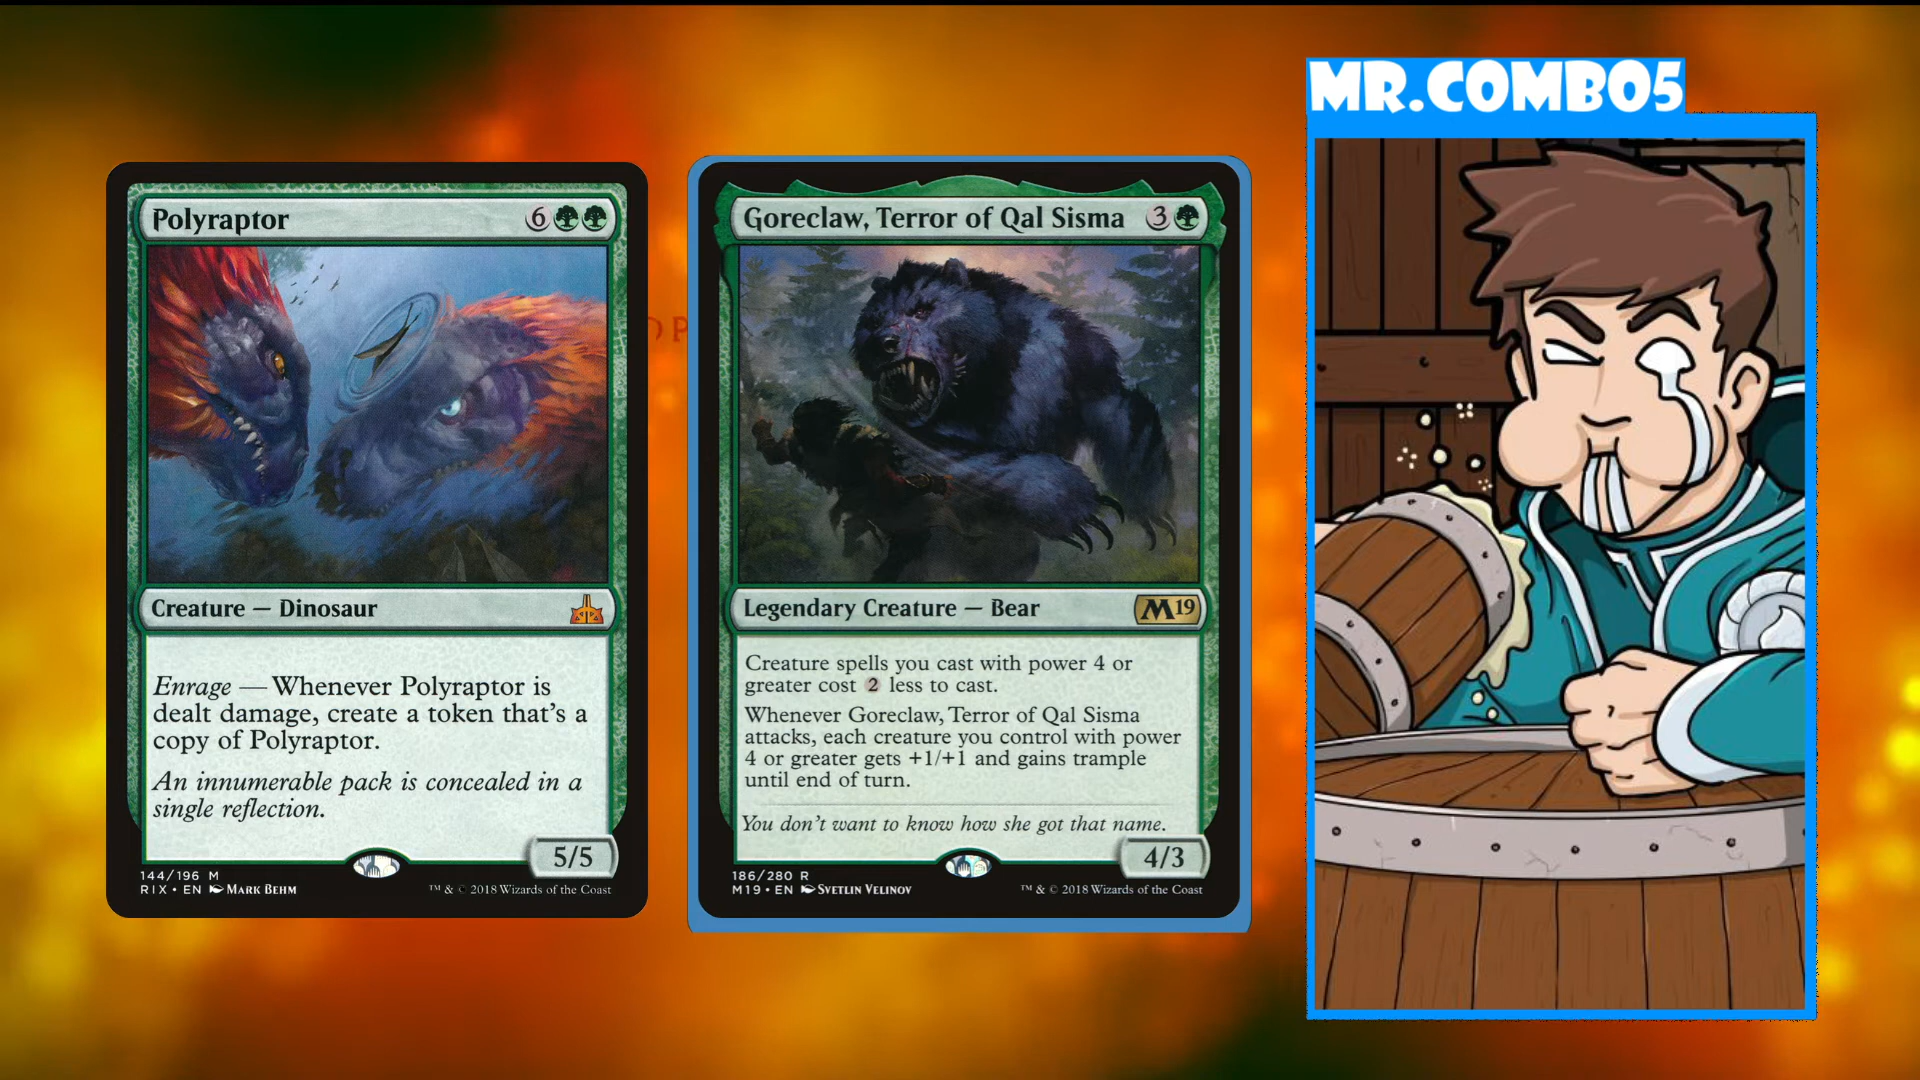 MR.COMBO5
Polyraptor 6
Creature — Dinosaur
Enrage — Whenever Polyraptor is
dealt damage, create a token that's a
copy of Polyraptor.
An innumerable pack is concealed in a
single reflection.
5/5
144/196 M
RIX • EN MARK BEHM
™ & © 2018 Wizards of the Coast
Goreclaw, Terror of Qal Sisma 3
Legendary Creature — Bear
M19
Creature spells you cast with power 4 or
greater cost 2 less to cast.
Whenever Goreclaw, Terror of Qal Sisma
attacks, each creature you control with power
4 or greater gets +1/+1 and gains trample
until end of turn.
You don't want to know how she got that name.
4/3
186/280 R
M19 • EN SVETLIN VELINOV
™ & © 2018 Wizards of the Coast